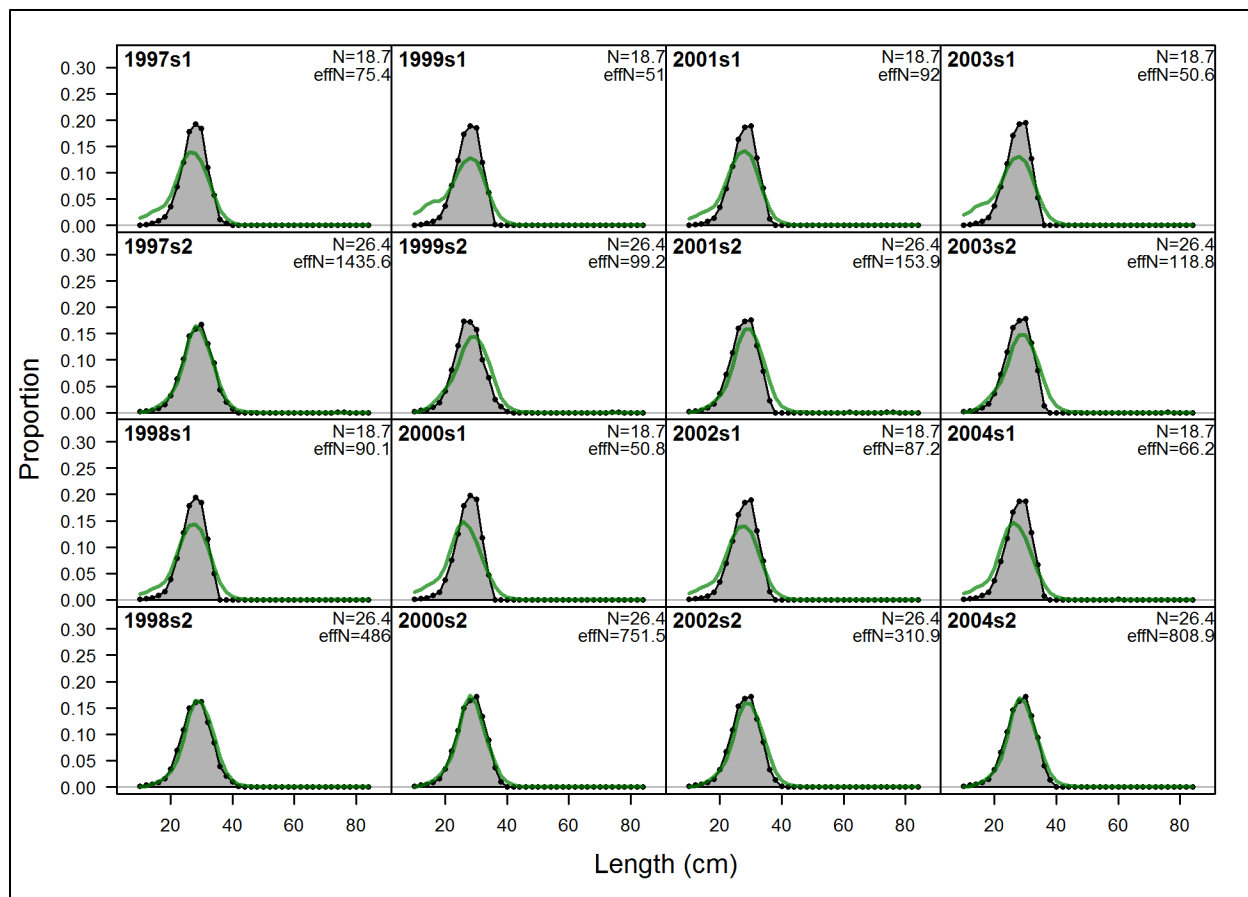 1997s1 N=18.7 1999s1 N=18.7 2001s1 N=18.7 2003s1 N=18.7
effN=75.4 effN=51 effN=92 effN=50.6
0.30
0.25
0.20
0.15
0.10
0.05
0.00
1997s2 N=26.4 1999s2 N=26.4 2001s2 N=26.4 2003s2 N=26.4
effN=1435.6 effN=99.2 effN=153.9 effN=118.8
0.30
0.25
0.20
0.15
0.10
0.05
0.00
Proportion
1998s1 N=18.7 2000s1 N=18.7 2002s1 N=18.7 2004s1 N=18.7
effN=90.1 effN=50.8 effN=87.2 effN=66.2
0.30
0.25
0.20
0.15
0.10
0.05
0.00
1998s2 N=26.4 2000s2 N=26.4 2002s2 N=26.4 2004s2 N=26.4
effN=486 effN=751.5 effN=310.9 effN=808.9
0.30
0.25
0.20
0.15
0.10
0.05
0.00
20 40 60 80 20 40 60 80 20 40 60 80 20 40 60 80
Length (cm)